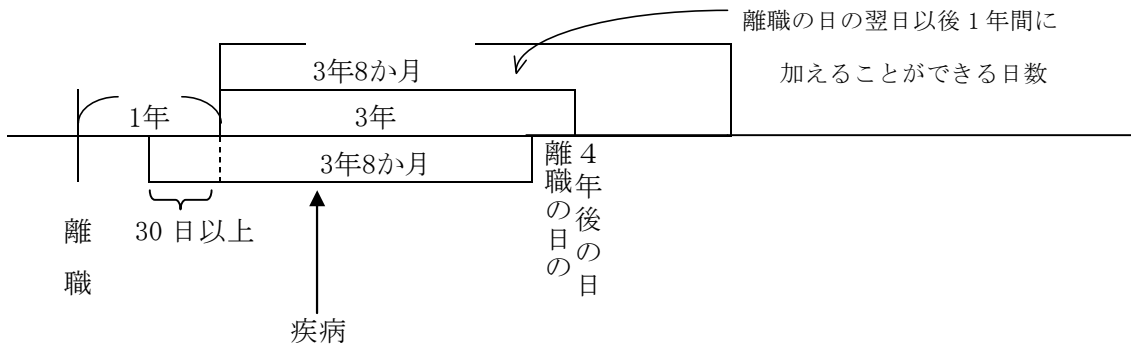 離職の日の翌日以後1年間に
加えることができる日数
3年8か月
1年
3年
3年8か月
30日以上
離職
疾病
離職の日の
4年後の日